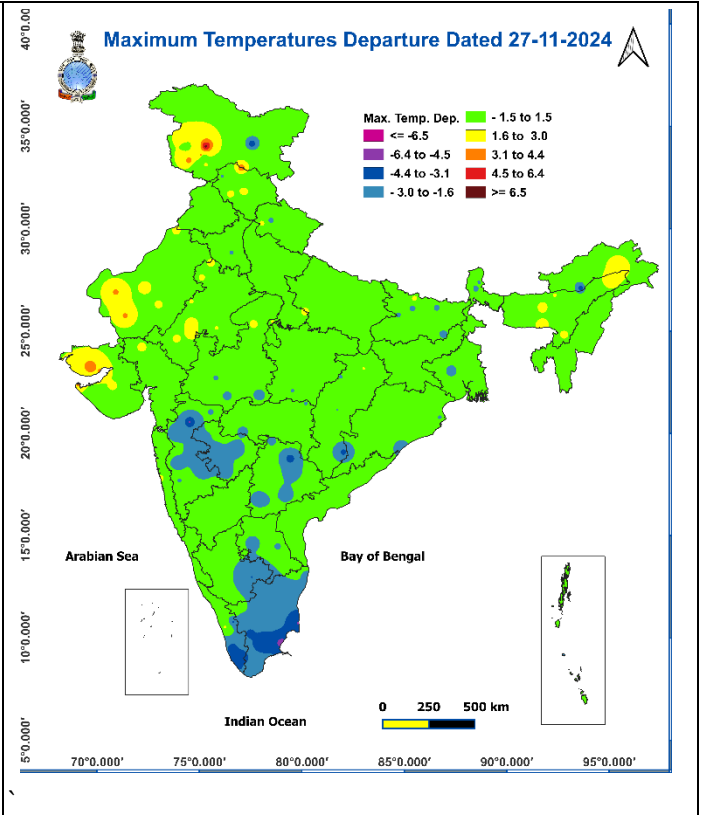 Maximum Temperatures Departure Dated 27-11-2024
Max. Temp. Dep.
<= -6.5
-6.4 to -4.5
-4.4 to -3.1
- 3.0 to -1.6
- 1.5 to 1.5
1.6 to 3.0
3.1 to 4.4
4.5 to 6.4
>= 6.5
40°0.00
35°0.000'
30°0.000'
25°0.000'
20°0.000'
15°0.000'
10°0.000'
5°0.000'
Arabian Sea
Bay of Bengal
Indian Ocean
0 250 500 km
70°0.000' 75°0.000' 80°0.000' 85°0.000' 90°0.000' 95°0.000'
`